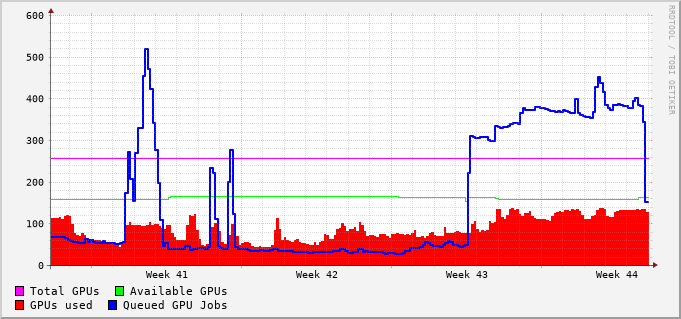 RRDTOOL / TOBI OETIKER
600
500
400
300
200
100
0
Week 41 Week 42 Week 43 Week 44
Total GPUs Available GPUs
GPUs used Queued GPU Jobs